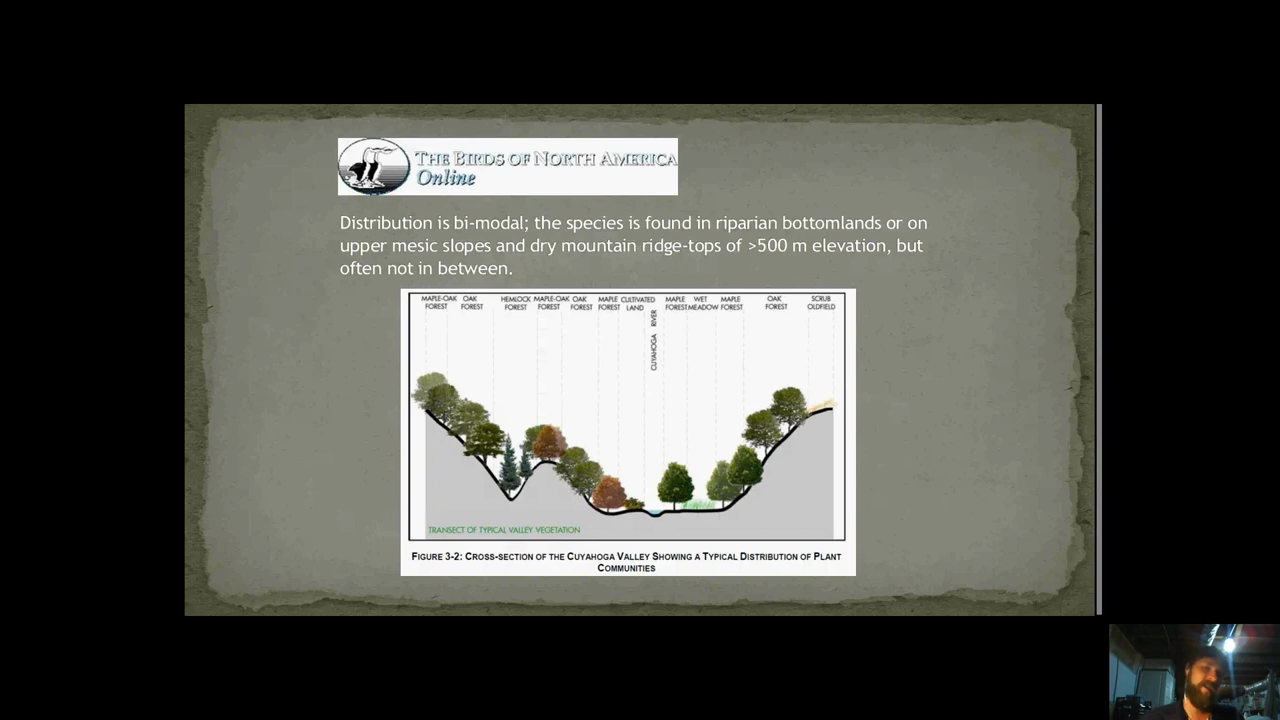 THE BIRDS OF NORTH AMERICA
Online
Distribution is bi-modal; the species is found in riparian bottomlands or on
upper mesic slopes and dry mountain ridge-tops of >500 m elevation, but
often not in between.
MAPLE-OAK FOREST
OAK FOREST
HEMLOCK FOREST
MAPLE-OAK FOREST
OAK FOREST
MAPLE FOREST
CULTIVATED LAND
CUYAHOGA RIVER
MAPLE FOREST
WET MEADOW
MAPLE FOREST
OAK FOREST
SCRUB OLDFIELD
TRANSECT OF TYPICAL VALLEY VEGETATION
FIGURE 3-2: CROSS-SECTION OF THE CUYAHOGA VALLEY SHOWING A TYPICAL DISTRIBUTION OF PLANT
COMMUNITIES